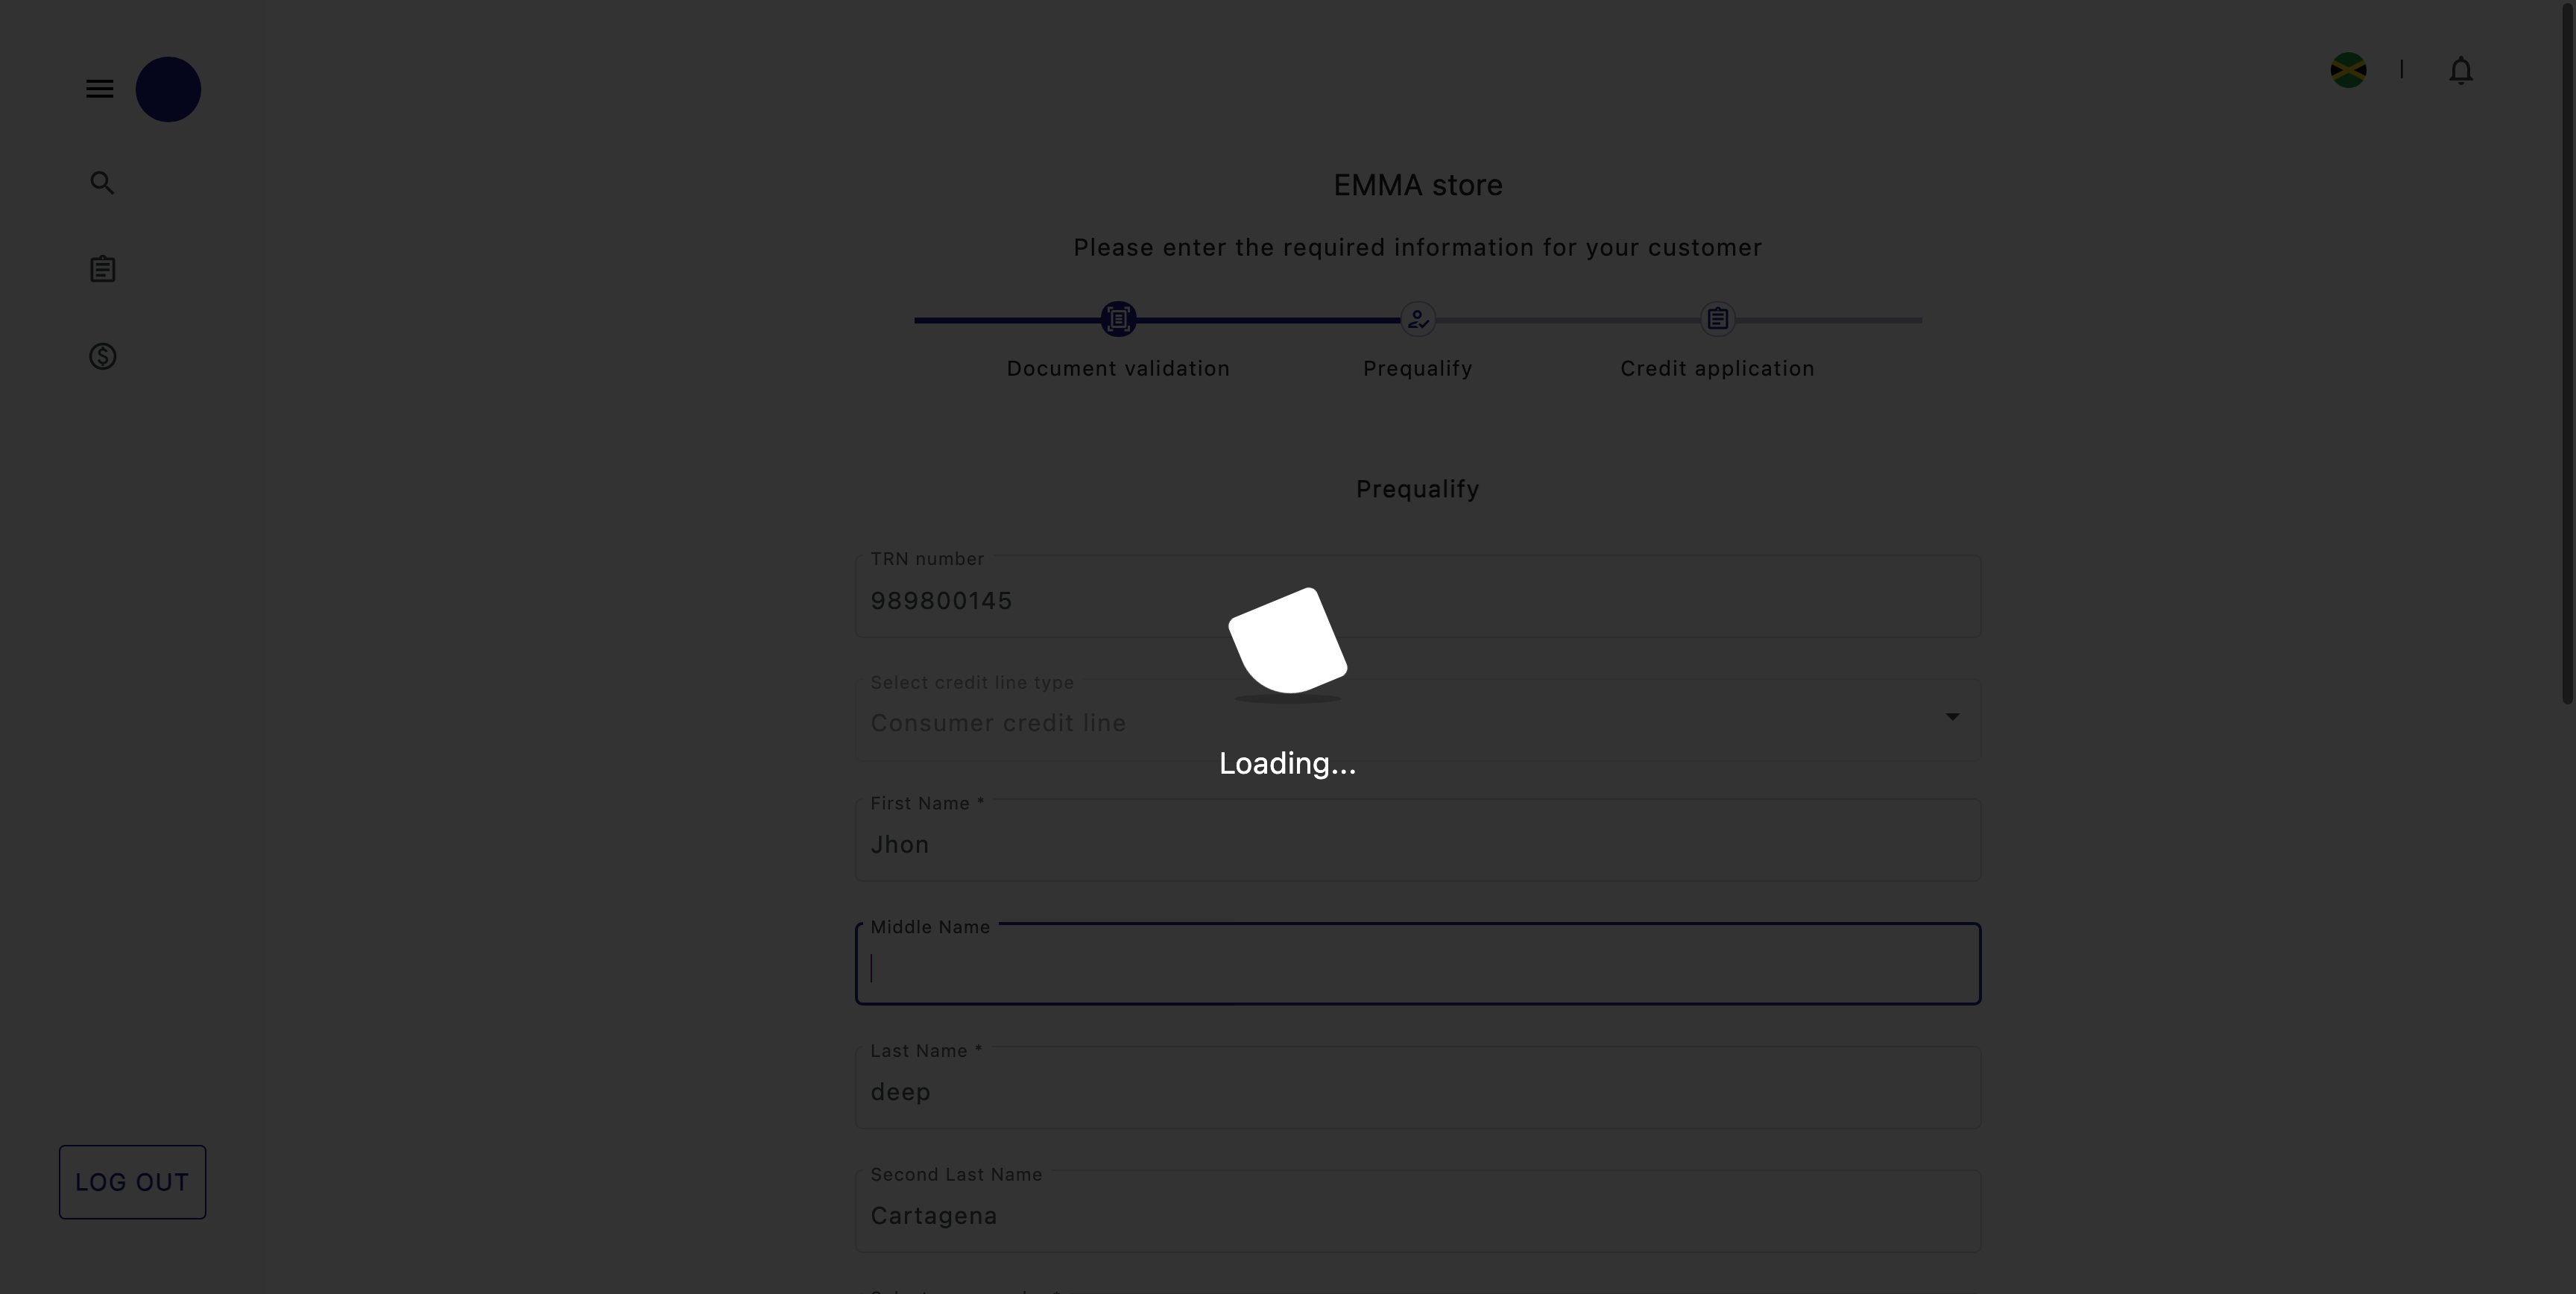 EMMA store
Please enter the required information for your customer
Document validation
Prequalify
Credit application
Prequalify
TRN number
989800145
Select credit line type
Consumer credit line
Loading...
First Name *
Jhon
Middle Name
Last Name *
deep
Second Last Name
Cartagena
LOG OUT